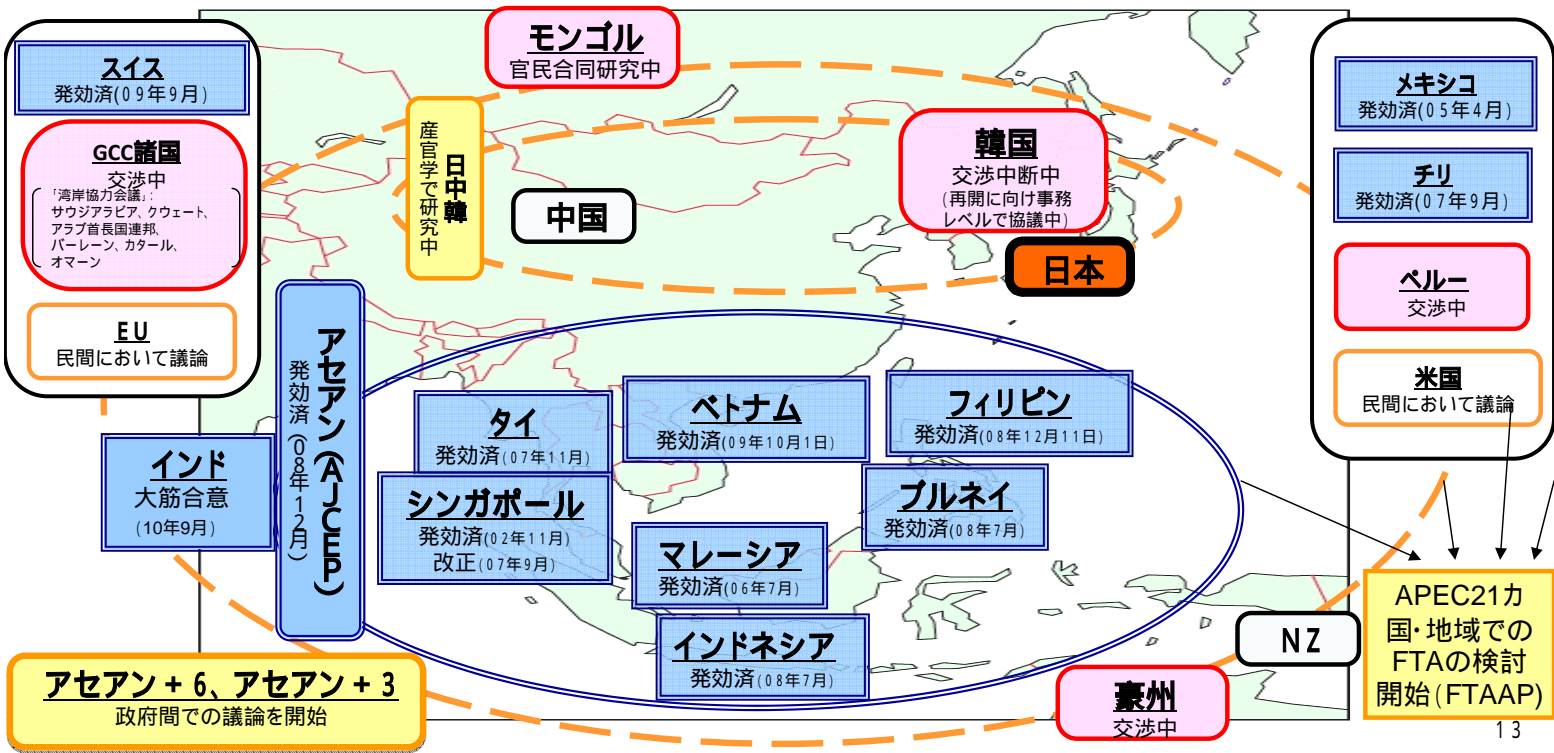 スイス
発効済(09年9月)
GCC諸国
交渉中
「湾岸協力会議」：
サウジアラビア、クウェート、
アラブ首長国連邦、
バーレーン、カタール、
オマーン
EU
民間において議論
モンゴル
官民合同研究中
日中韓
産官学で研究中
中国
韓国
交渉中断中
(再開に向け事務
レベルで協議中)
日本
メキシコ
発効済(05年4月)
チリ
発効済(07年9月)
ペルー
交渉中
米国
民間において議論
インド
大筋合意
(10年9月)
アセアン(AJCEP)
発効済(08年12月)
タイ
発効済(07年11月)
ベトナム
発効済(09年10月1日)
フィリピン
発効済(08年12月11日)
シンガポール
発効済(02年11月)
改正(07年9月)
ブルネイ
発効済(08年7月)
マレーシア
発効済(06年7月)
インドネシア
発効済(08年7月)
アセアン+6、アセアン+3
政府間での議論を開始
豪州
交渉中
NZ
APEC21カ
国・地域での
FTAの検討
開始(FTAAP)
13